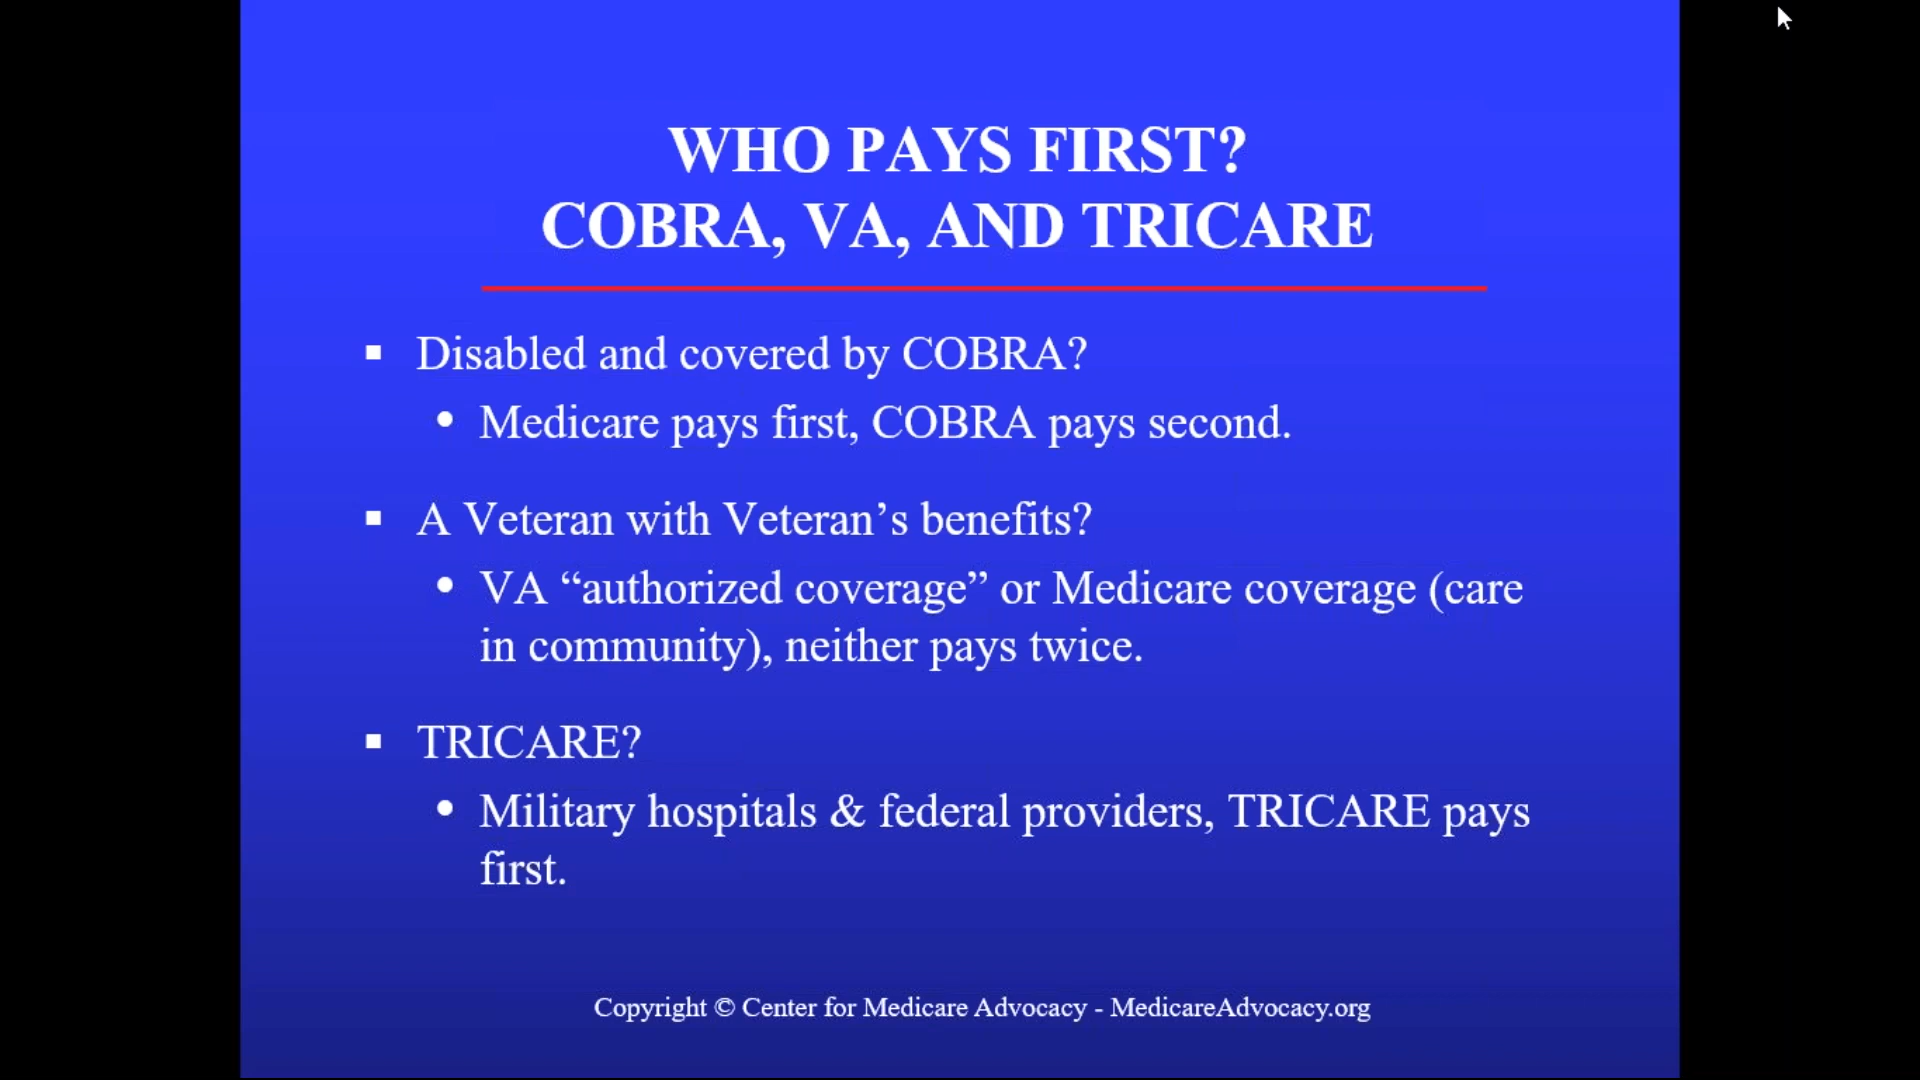 WHO PAYS FIRST?
COBRA, VA, AND TRICARE
▪ Disabled and covered by COBRA?
• Medicare pays first, COBRA pays second.
▪ A Veteran with Veteran’s benefits?
• VA “authorized coverage” or Medicare coverage (care
in community), neither pays twice.
▪ TRICARE?
• Military hospitals & federal providers, TRICARE pays
first.
Copyright © Center for Medicare Advocacy - MedicareAdvocacy.org